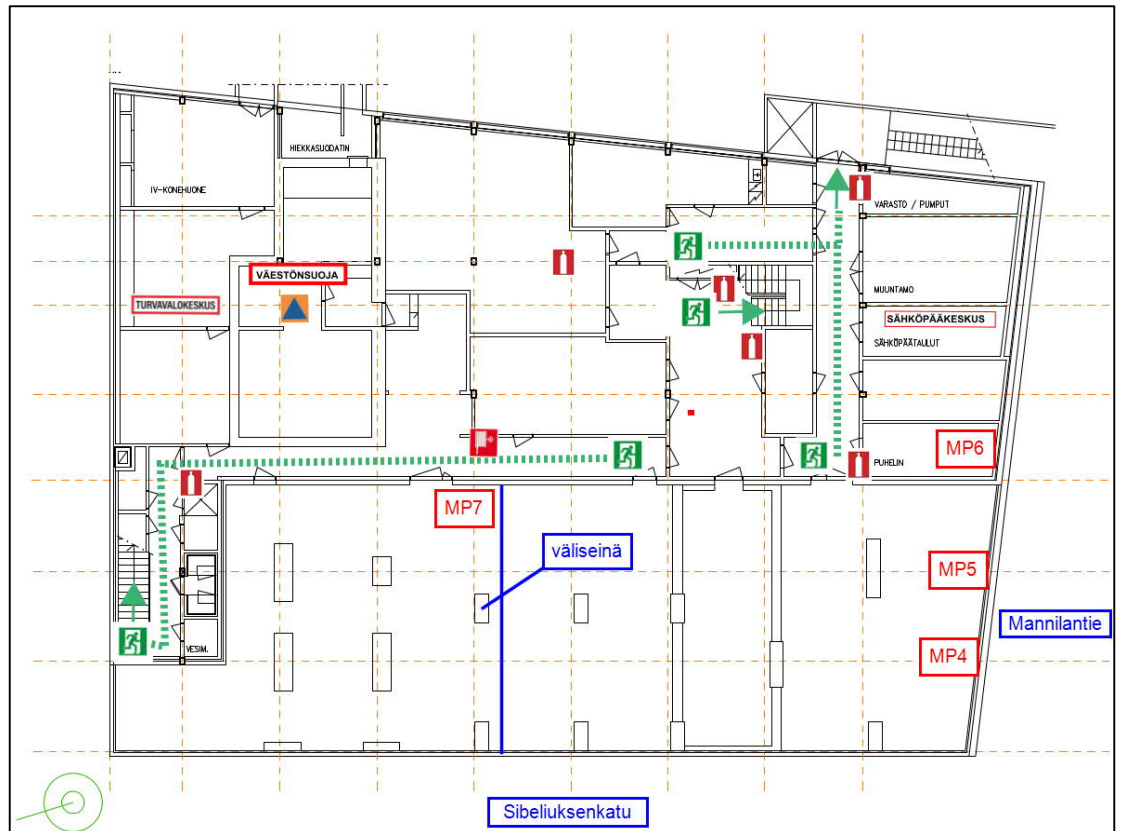 HIEKKASUODATIN
IV-KONEHUONE
VARASTO / PUMPUT
VÄESTÖNSUOJA
TURVAVALOKESKUS
MUUNTAMO
SÄHKÖPÄÄKESKUS
SÄHKÖPÄÄTAULUT
MP6
PUHELIN
MP7
väliseinä
MP5
Mannilantie
MP4
VESIM.
Sibeliuksenkatu